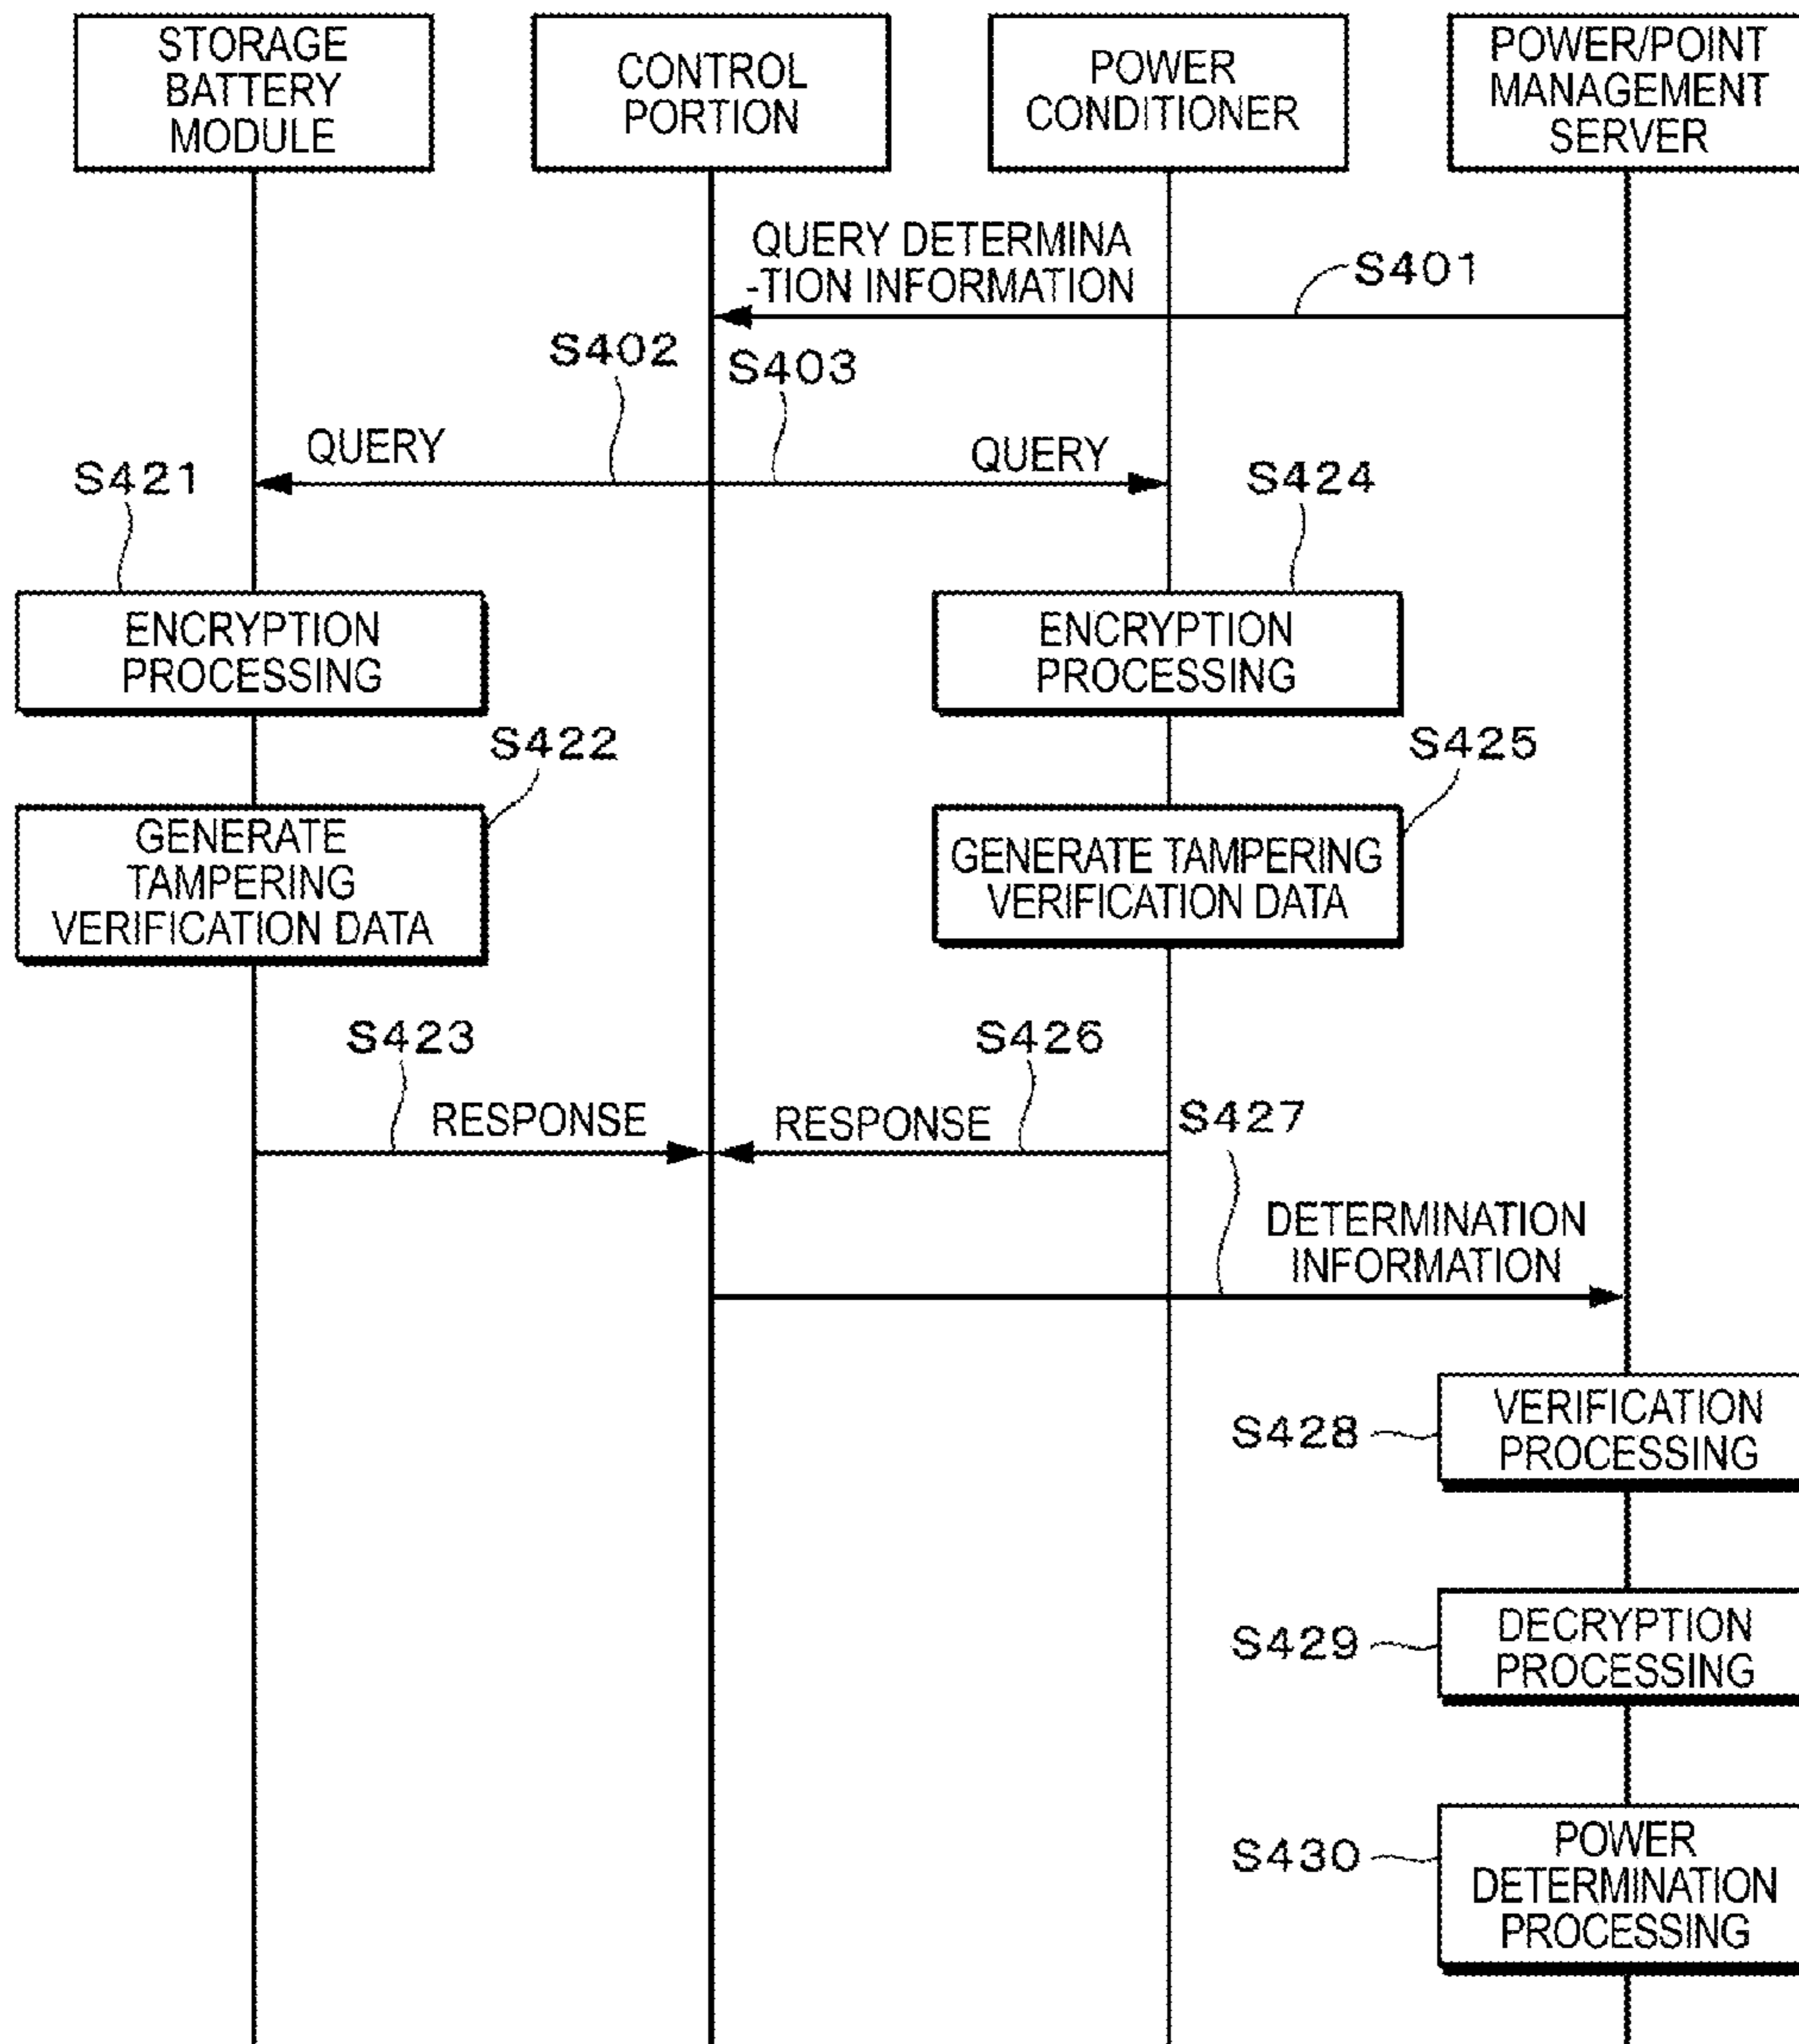 STORAGE
BATTERY
MODULE
CONTROL
PORTION
POWER
CONDITIONER
POWER/POINT
MANAGEMENT
SERVER
QUERY DETERMINA
-TION INFORMATION
S401
S402
S403
QUERY
QUERY
S421
S424
ENCRYPTION
PROCESSING
ENCRYPTION
PROCESSING
S422
S425
GENERATE
TAMPERING
VERIFICATION DATA
GENERATE TAMPERING
VERIFICATION DATA
S423
S426
RESPONSE
RESPONSE
S427
DETERMINATION
INFORMATION
S428
VERIFICATION
PROCESSING
S429
DECRYPTION
PROCESSING
S430
POWER
DETERMINATION
PROCESSING